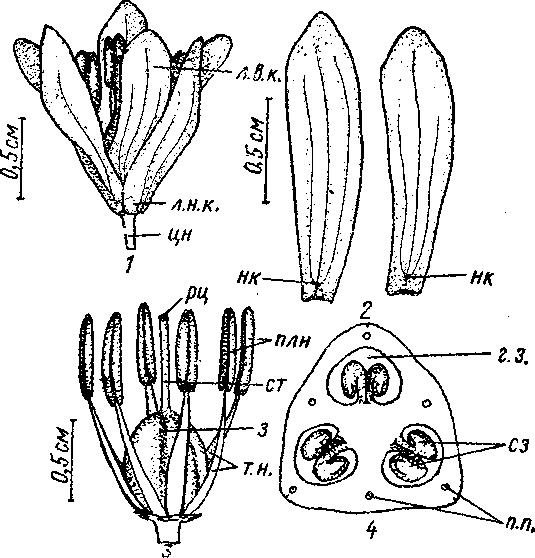 л.в.к.
0,5 см
л.н.к.
цн
1
0,5 см
нк
нк
2
рц
плн
ст
з
т.н.
0,5 см
3
г.з.
сз
п.п.
4